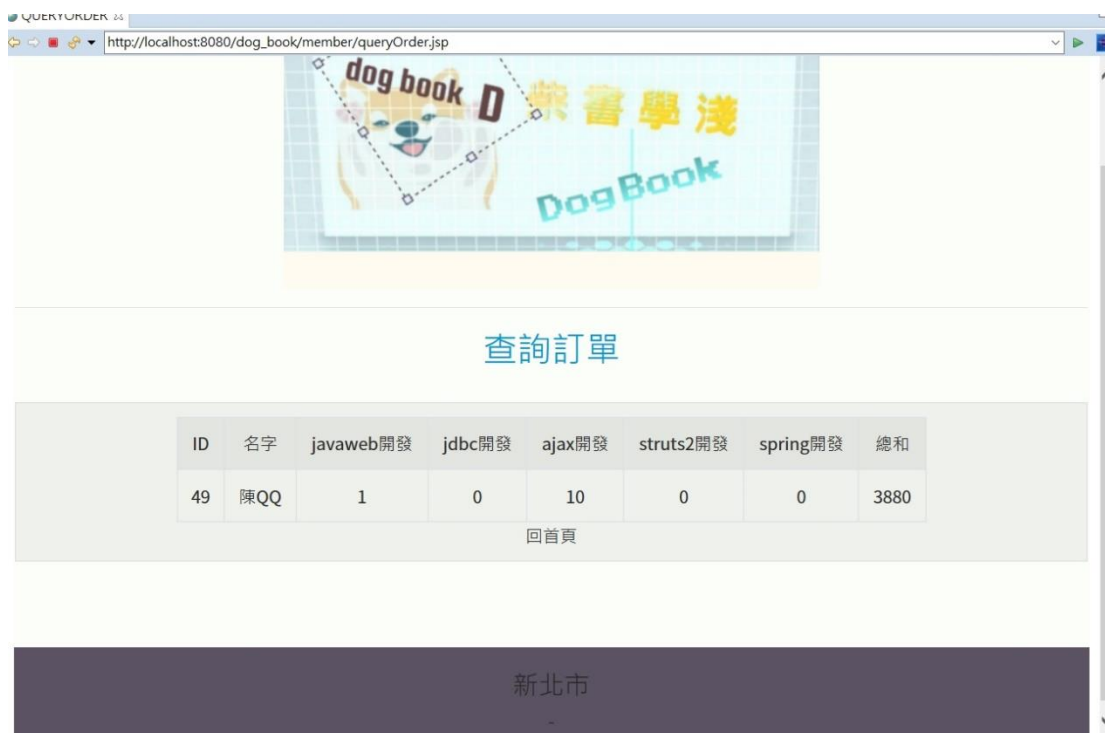 QUERYORDER
http://localhost:8080/dog_book/member/queryOrder.jsp
dog book D
柴書學淺
DogBook
查詢訂單
ID 名字 javaweb開發 jdbc開發 ajax開發 struts2開發 spring開發 總和
49 陳QQ 1 0 10 0 0 3880
回首頁
新北市